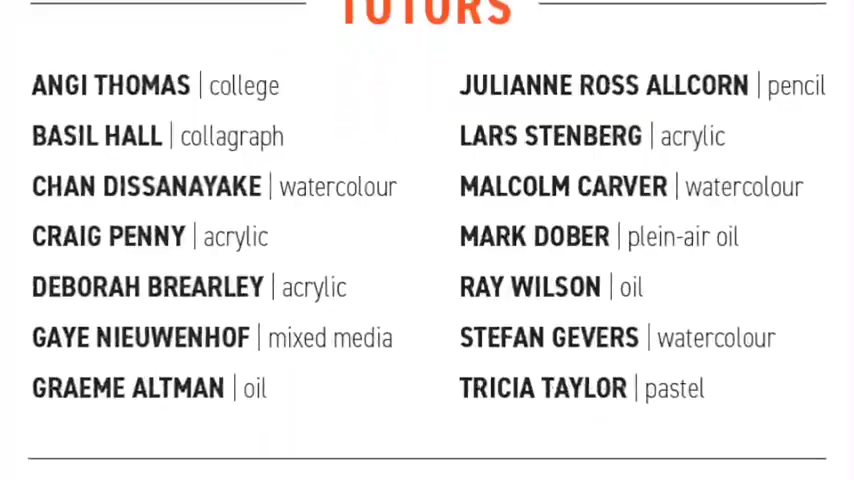 TUTORS
ANGI THOMAS | college
BASIL HALL | collagraph
CHAN DISSANAYAKE | watercolour
CRAIG PENNY | acrylic
DEBORAH BREARLEY | acrylic
GAYE NIEUWENHOF | mixed media
GRAEME ALTMAN | oil
JULIANNE ROSS ALLCORN | pencil
LARS STENBERG | acrylic
MALCOLM CARVER | watercolour
MARK DOBER | plein-air oil
RAY WILSON | oil
STEFAN GEVERS | watercolour
TRICIA TAYLOR | pastel